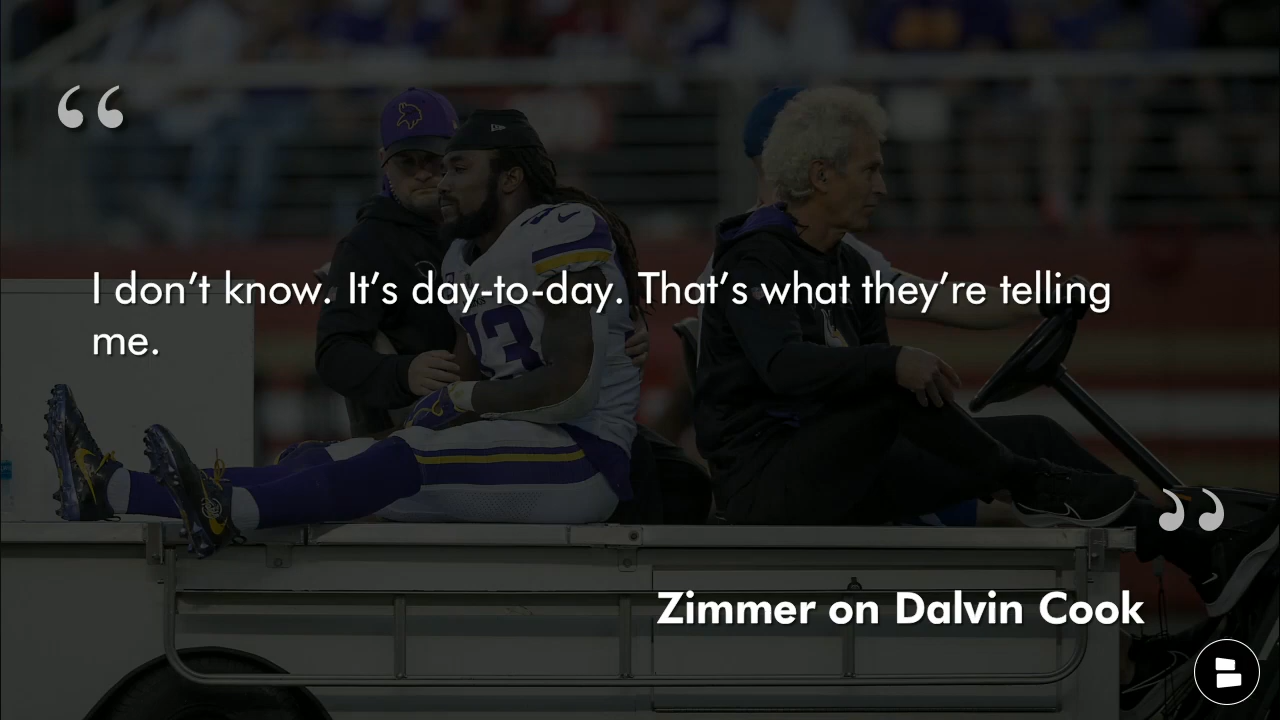 “
I don’t know. It’s day-to-day. That’s what they’re telling
me.
”
Zimmer on Dalvin Cook